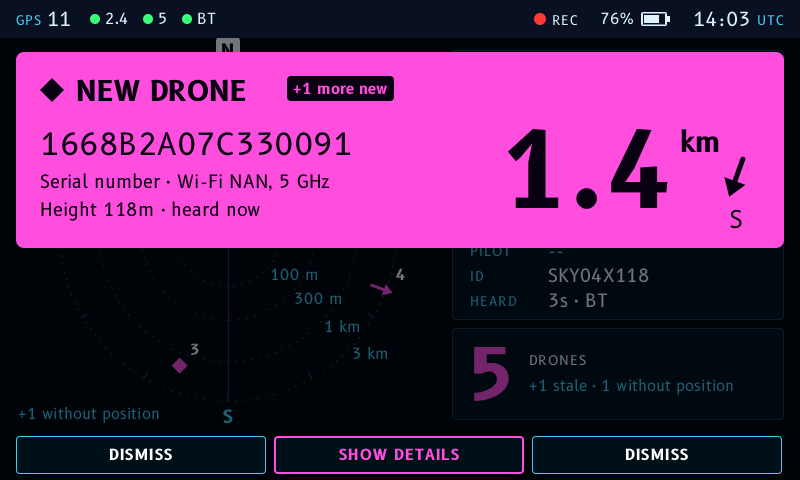 GPS 11 2.4 5 BT REC 76% 14:03 UTC
N
NEW DRONE +1 more new
1668B2A07C330091
Serial number · Wi-Fi NAN, 5 GHz
Height 118m · heard now
1.4 km
S
PILOT --
ID SKY04X118
HEARD 3s · BT
100 m
300 m
1 km
3 km
4
3
+1 without position
S
5 DRONES
+1 stale · 1 without position
DISMISS SHOW DETAILS DISMISS